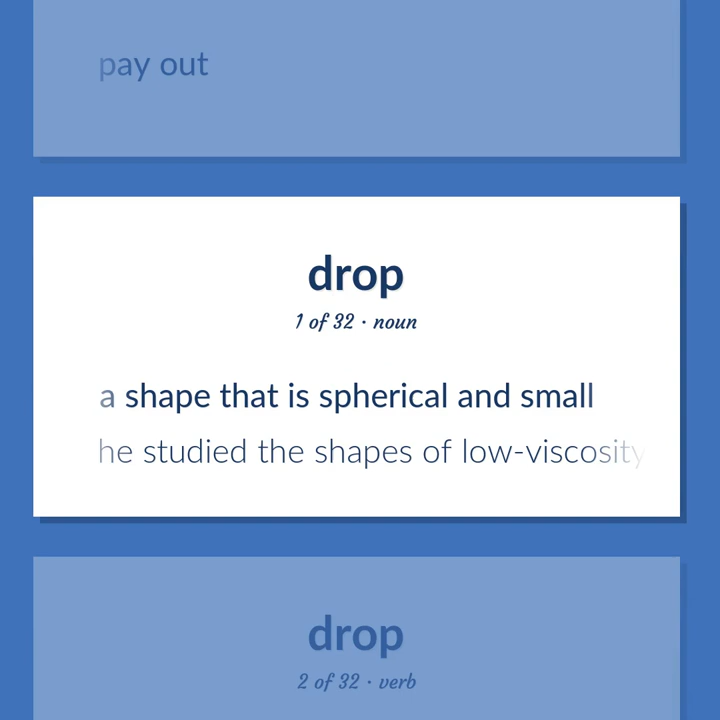 pay out
drop
1 of 32 · noun
a shape that is spherical and small
he studied the shapes of low-viscosity
drop
2 of 32 · verb